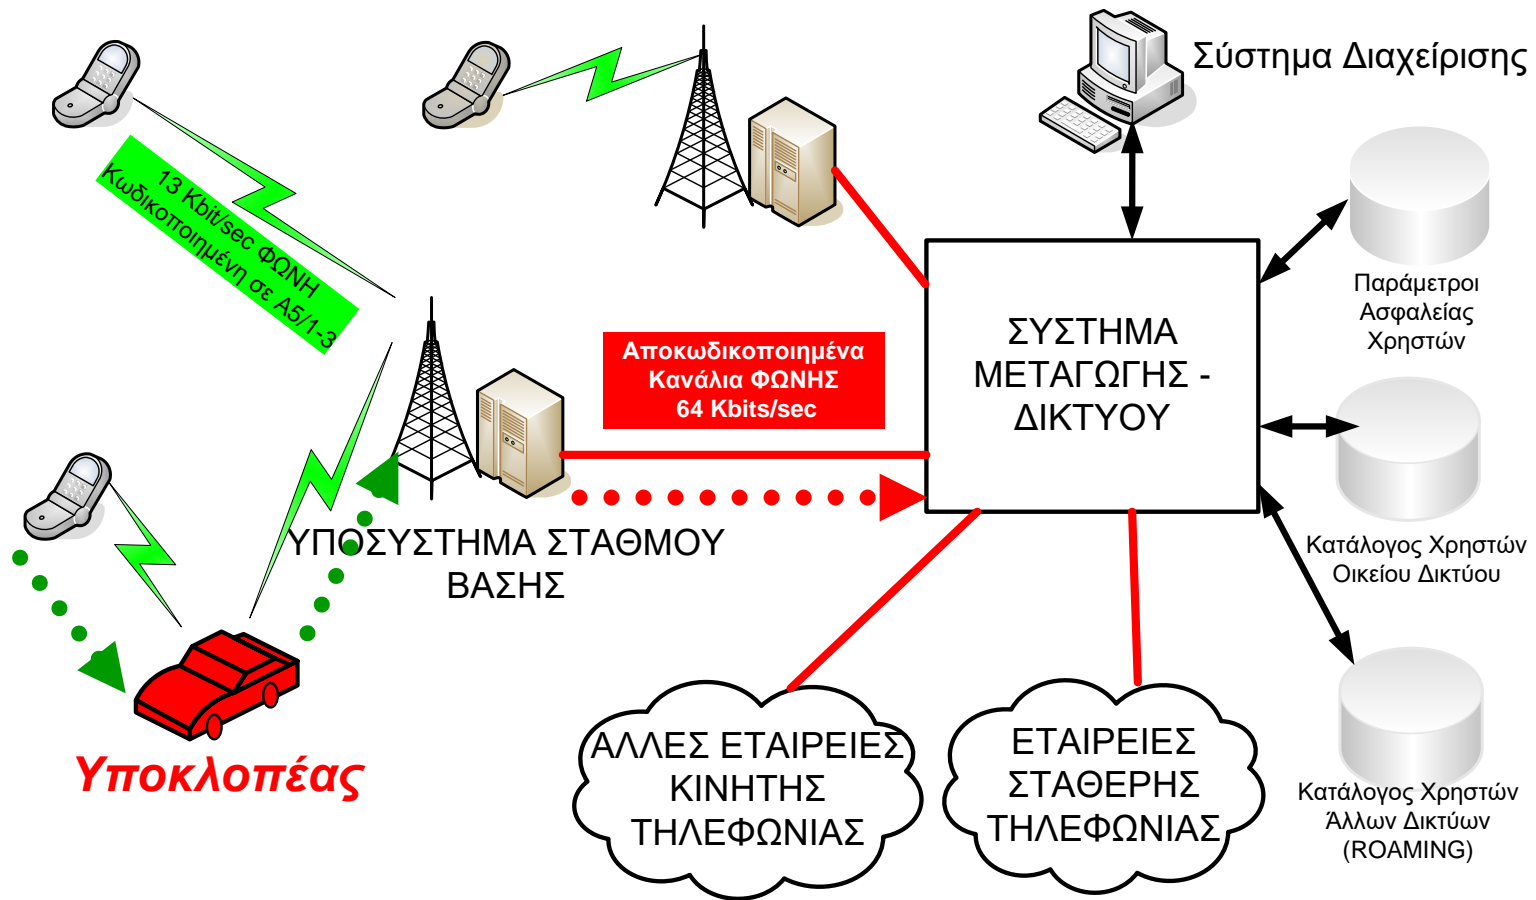 Σύστημα Διαχείρισης
13 Kbit/sec ΦΩΝΗ
Κωδικοποιημένη σε A5/1-3
Παράμετροι
Ασφαλείας
Χρηστών
Αποκωδικοποιημένα
Κανάλια ΦΩΝΗΣ
64 Kbits/sec
ΣΥΣΤΗΜΑ
ΜΕΤΑΓΩΓΗΣ -
ΔΙΚΤΥΟΥ
ΥΠΟΣΥΣΤΗΜΑ ΣΤΑΘΜΟΥ
ΒΑΣΗΣ
Κατάλογος Χρηστών
Οικείου Δικτύου
Υποκλοπέας
ΑΛΛΕΣ ΕΤΑΙΡΕΙΕΣ
ΚΙΝΗΤΗΣ
ΤΗΛΕΦΩΝΙΑΣ
ΕΤΑΙΡΕΙΕΣ
ΣΤΑΘΕΡΗΣ
ΤΗΛΕΦΩΝΙΑΣ
Κατάλογος Χρηστών
Άλλων Δικτύων
(ROAMING)